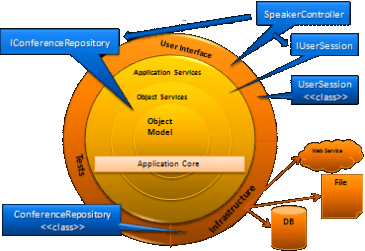 SpeakerController
IConferenceRepository
User Interface
IUserSession
Application Services
UserSession
<<class>>
Object Services
Object
Model
Application Core
Tests
Web Service
File
Infrastructure
ConferenceRepository
<<class>>
DB